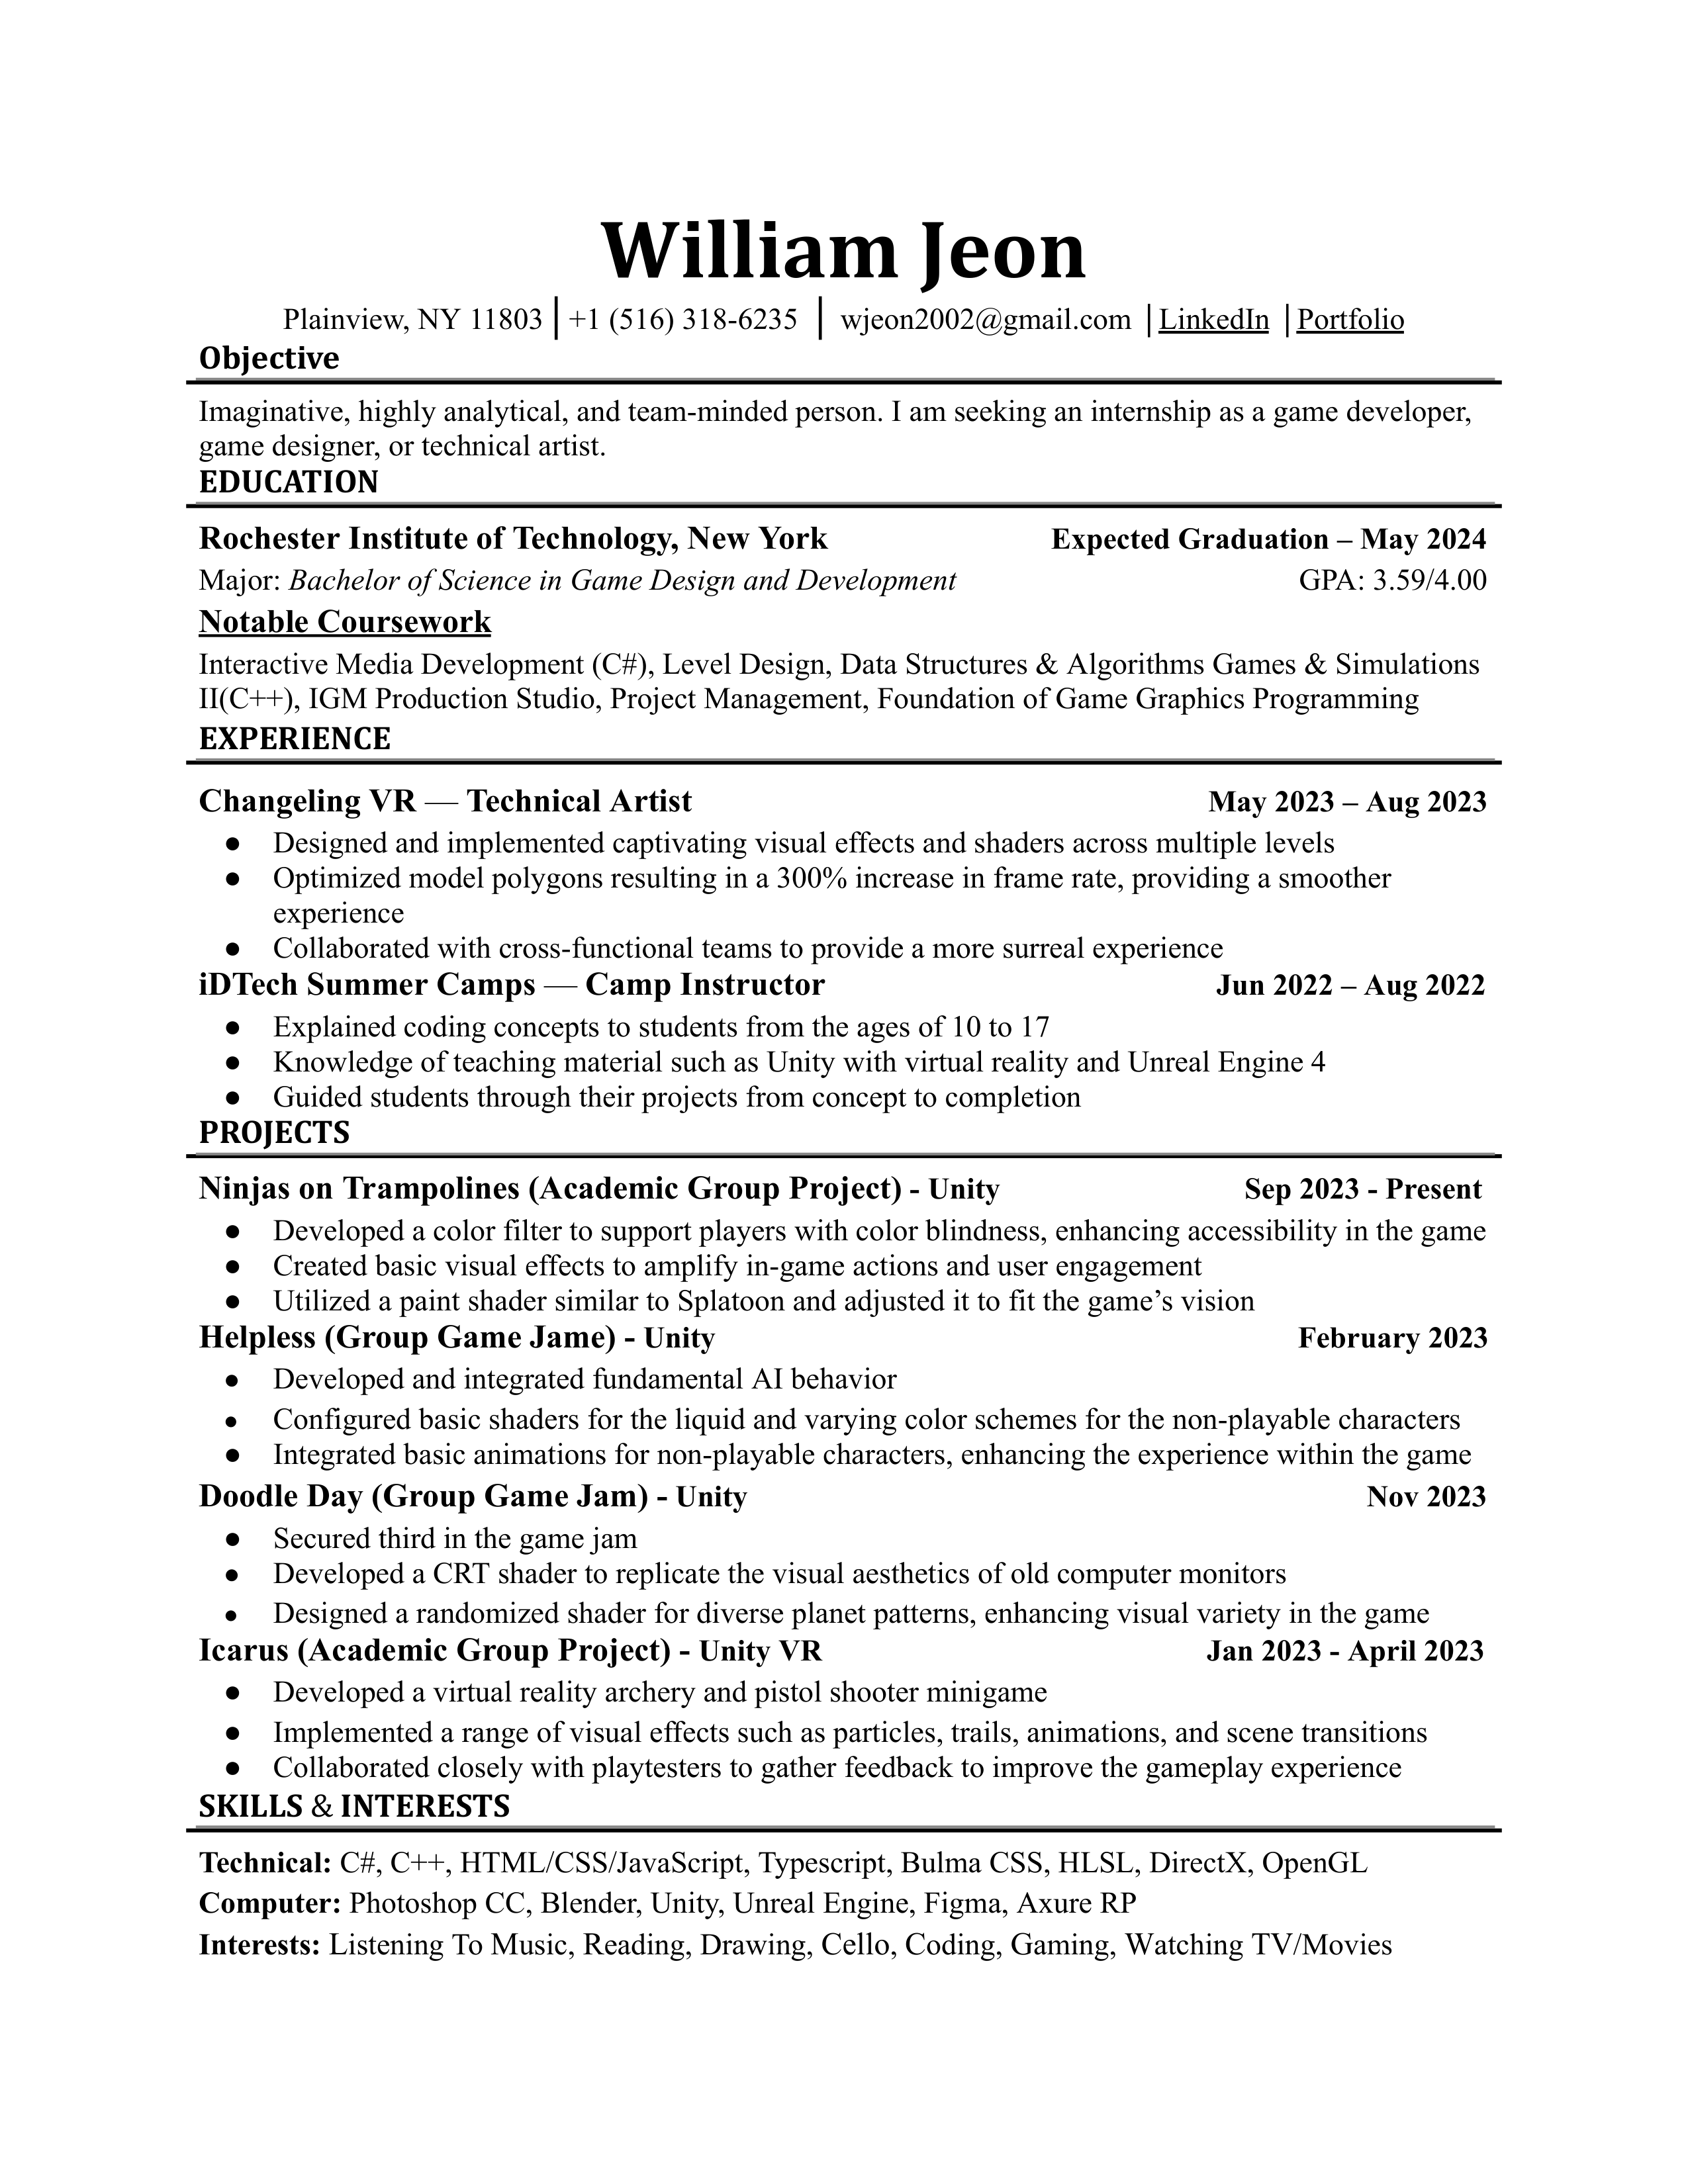 William Jeon
Plainview, NY 11803 | +1 (516) 318-6235 | wjeon2002@gmail.com | LinkedIn | Portfolio
Objective
Imaginative, highly analytical, and team-minded person. I am seeking an internship as a game developer,
game designer, or technical artist.
EDUCATION
Rochester Institute of Technology, New York Expected Graduation – May 2024
Major: Bachelor of Science in Game Design and Development GPA: 3.59/4.00
Notable Coursework
Interactive Media Development (C#), Level Design, Data Structures & Algorithms Games & Simulations
II(C++), IGM Production Studio, Project Management, Foundation of Game Graphics Programming
EXPERIENCE
Changeling VR — Technical Artist May 2023 – Aug 2023
● Designed and implemented captivating visual effects and shaders across multiple levels
● Optimized model polygons resulting in a 300% increase in frame rate, providing a smoother
experience
● Collaborated with cross-functional teams to provide a more surreal experience
iDTech Summer Camps — Camp Instructor Jun 2022 – Aug 2022
● Explained coding concepts to students from the ages of 10 to 17
● Knowledge of teaching material such as Unity with virtual reality and Unreal Engine 4
● Guided students through their projects from concept to completion
PROJECTS
Ninjas on Trampolines (Academic Group Project) - Unity Sep 2023 - Present
● Developed a color filter to support players with color blindness, enhancing accessibility in the game
● Created basic visual effects to amplify in-game actions and user engagement
● Utilized a paint shader similar to Splatoon and adjusted it to fit the game’s vision
Helpless (Group Game Jame) - Unity February 2023
● Developed and integrated fundamental AI behavior
● Configured basic shaders for the liquid and varying color schemes for the non-playable characters
● Integrated basic animations for non-playable characters, enhancing the experience within the game
Doodle Day (Group Game Jam) - Unity Nov 2023
● Secured third in the game jam
● Developed a CRT shader to replicate the visual aesthetics of old computer monitors
● Designed a randomized shader for diverse planet patterns, enhancing visual variety in the game
Icarus (Academic Group Project) - Unity VR Jan 2023 - April 2023
● Developed a virtual reality archery and pistol shooter minigame
● Implemented a range of visual effects such as particles, trails, animations, and scene transitions
● Collaborated closely with playtesters to gather feedback to improve the gameplay experience
SKILLS & INTERESTS
Technical: C#, C++, HTML/CSS/JavaScript, Typescript, Bulma CSS, HLSL, DirectX, OpenGL
Computer: Photoshop CC, Blender, Unity, Unreal Engine, Figma, Axure RP
Interests: Listening To Music, Reading, Drawing, Cello, Coding, Gaming, Watching TV/Movies